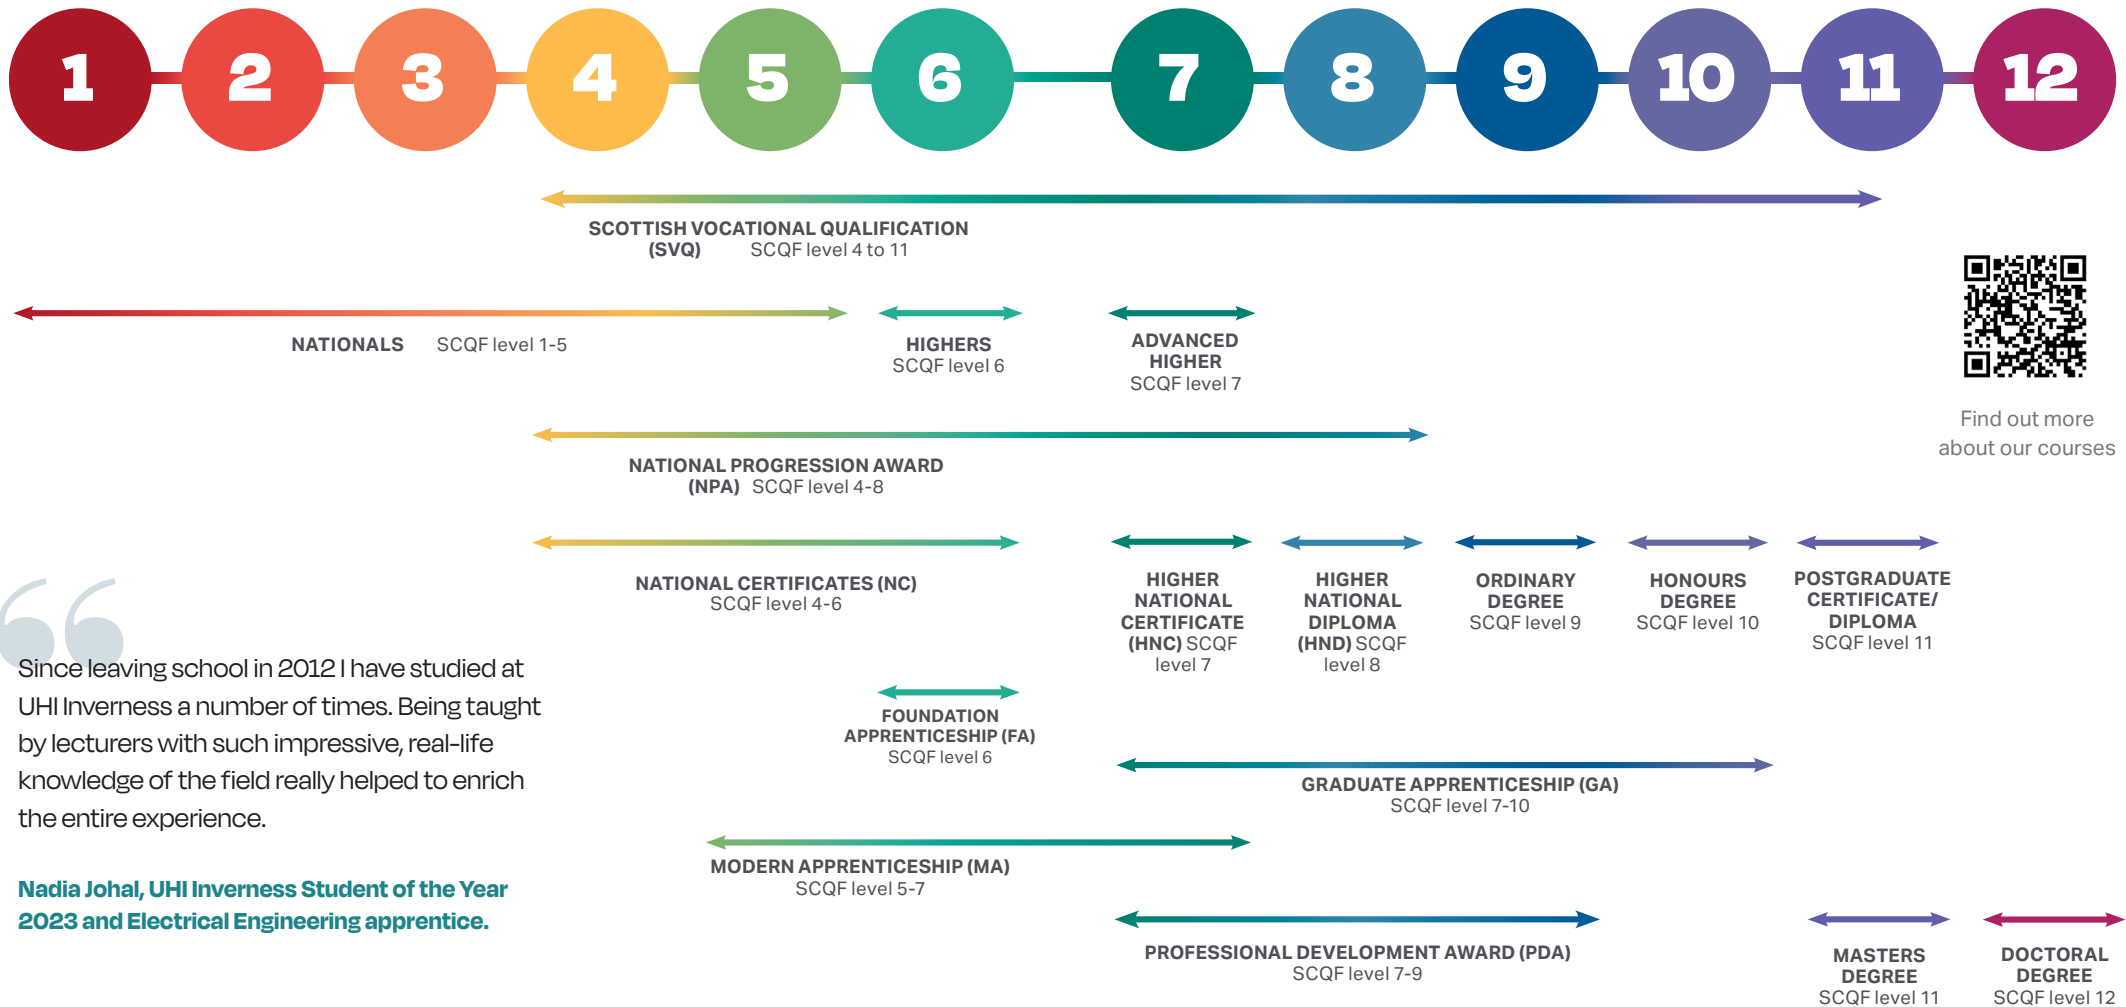 1 2 3 4 5 6 7 8 9 10 11 12
SCOTTISH VOCATIONAL QUALIFICATION
(SVQ) SCQF level 4 to 11
NATIONALS SCQF level 1-5
HIGHERS
SCQF level 6
ADVANCED
HIGHER
SCQF level 7
Find out more
about our courses
NATIONAL PROGRESSION AWARD
(NPA) SCQF level 4-8
NATIONAL CERTIFICATES (NC)
SCQF level 4-6
HIGHER
NATIONAL
CERTIFICATE
(HNC) SCQF
level 7
HIGHER
NATIONAL
DIPLOMA
(HND) SCQF
level 8
ORDINARY
DEGREE
SCQF level 9
HONOURS
DEGREE
SCQF level 10
POSTGRADUATE
CERTIFICATE/
DIPLOMA
SCQF level 11
“
Since leaving school in 2012 I have studied at
UHI Inverness a number of times. Being taught
by lecturers with such impressive, real-life
knowledge of the field really helped to enrich
the entire experience.
Nadia Johal, UHI Inverness Student of the Year
2023 and Electrical Engineering apprentice.
FOUNDATION
APPRENTICESHIP (FA)
SCQF level 6
GRADUATE APPRENTICESHIP (GA)
SCQF level 7-10
MODERN APPRENTICESHIP (MA)
SCQF level 5-7
PROFESSIONAL DEVELOPMENT AWARD (PDA)
SCQF level 7-9
MASTERS
DEGREE
SCQF level 11
DOCTORAL
DEGREE
SCQF level 12